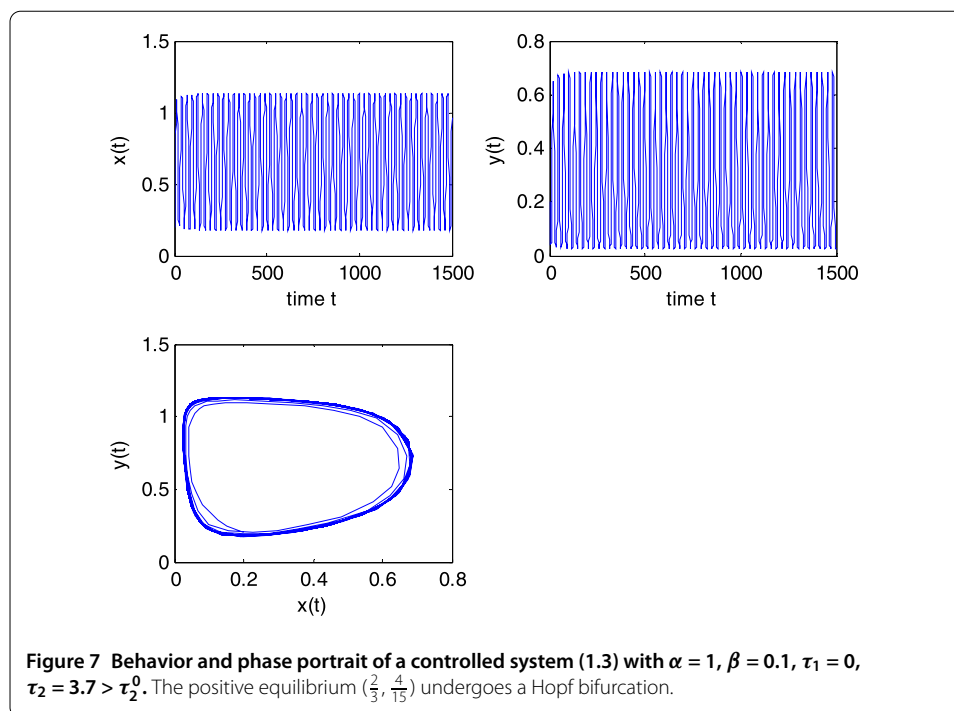 1.5
1
0.5
0
x(t)
0 500 1000 1500
time t
0.8
0.6
0.4
0.2
0
y(t)
0 500 1000 1500
time t
1.5
1
0.5
0
y(t)
0 0.2 0.4 0.6 0.8
x(t)
Figure 7 Behavior and phase portrait of a controlled system (1.3) with α = 1, β = 0.1, τ₁ = 0,
τ₂ = 3.7 > τ₂⁰. The positive equilibrium (2/3, 4/15) undergoes a Hopf bifurcation.